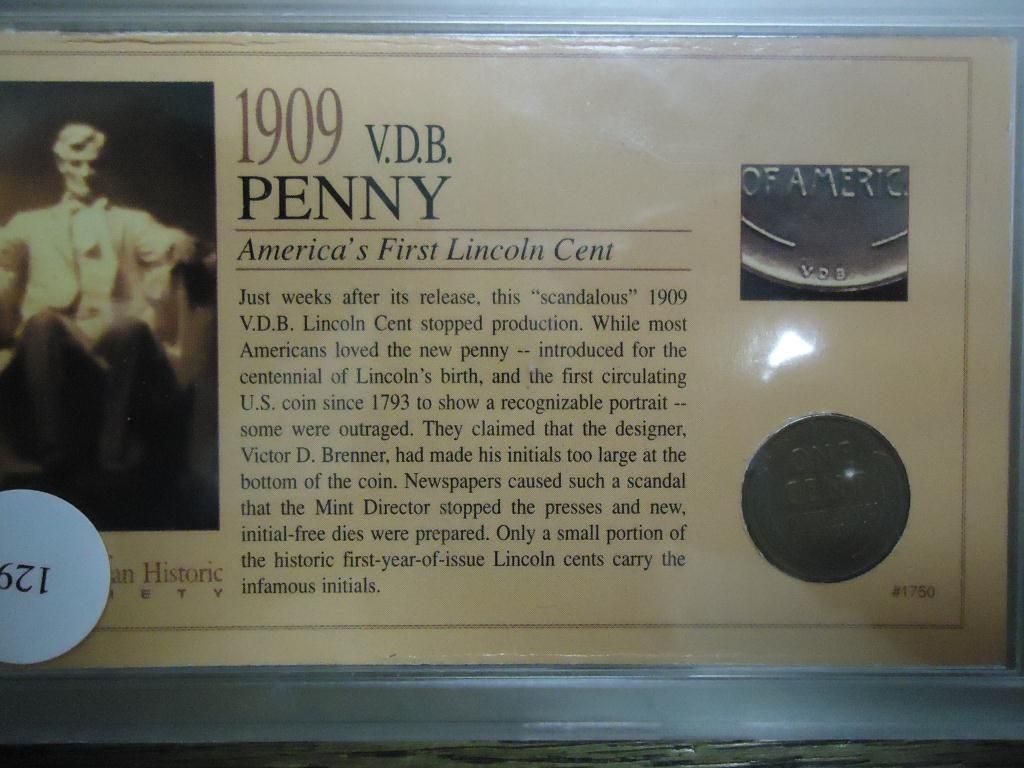 1909 V.D.B.
PENNY
America's First Lincoln Cent
Just weeks after its release, this "scandalous" 1909
V.D.B. Lincoln Cent stopped production. While most
Americans loved the new penny -- introduced for the
centennial of Lincoln's birth, and the first circulating
U.S. coin since 1793 to show a recognizable portrait --
some were outraged. They claimed that the designer,
Victor D. Brenner, had made his initials too large at the
bottom of the coin. Newspapers caused such a scandal
that the Mint Director stopped the presses and new,
initial-free dies were prepared. Only a small portion of
the historic first-year-of-issue Lincoln cents carry the
infamous initials.
OF AMERIC
V.D.B.
ONE
CENT
#1750
an Historic
IETY
129